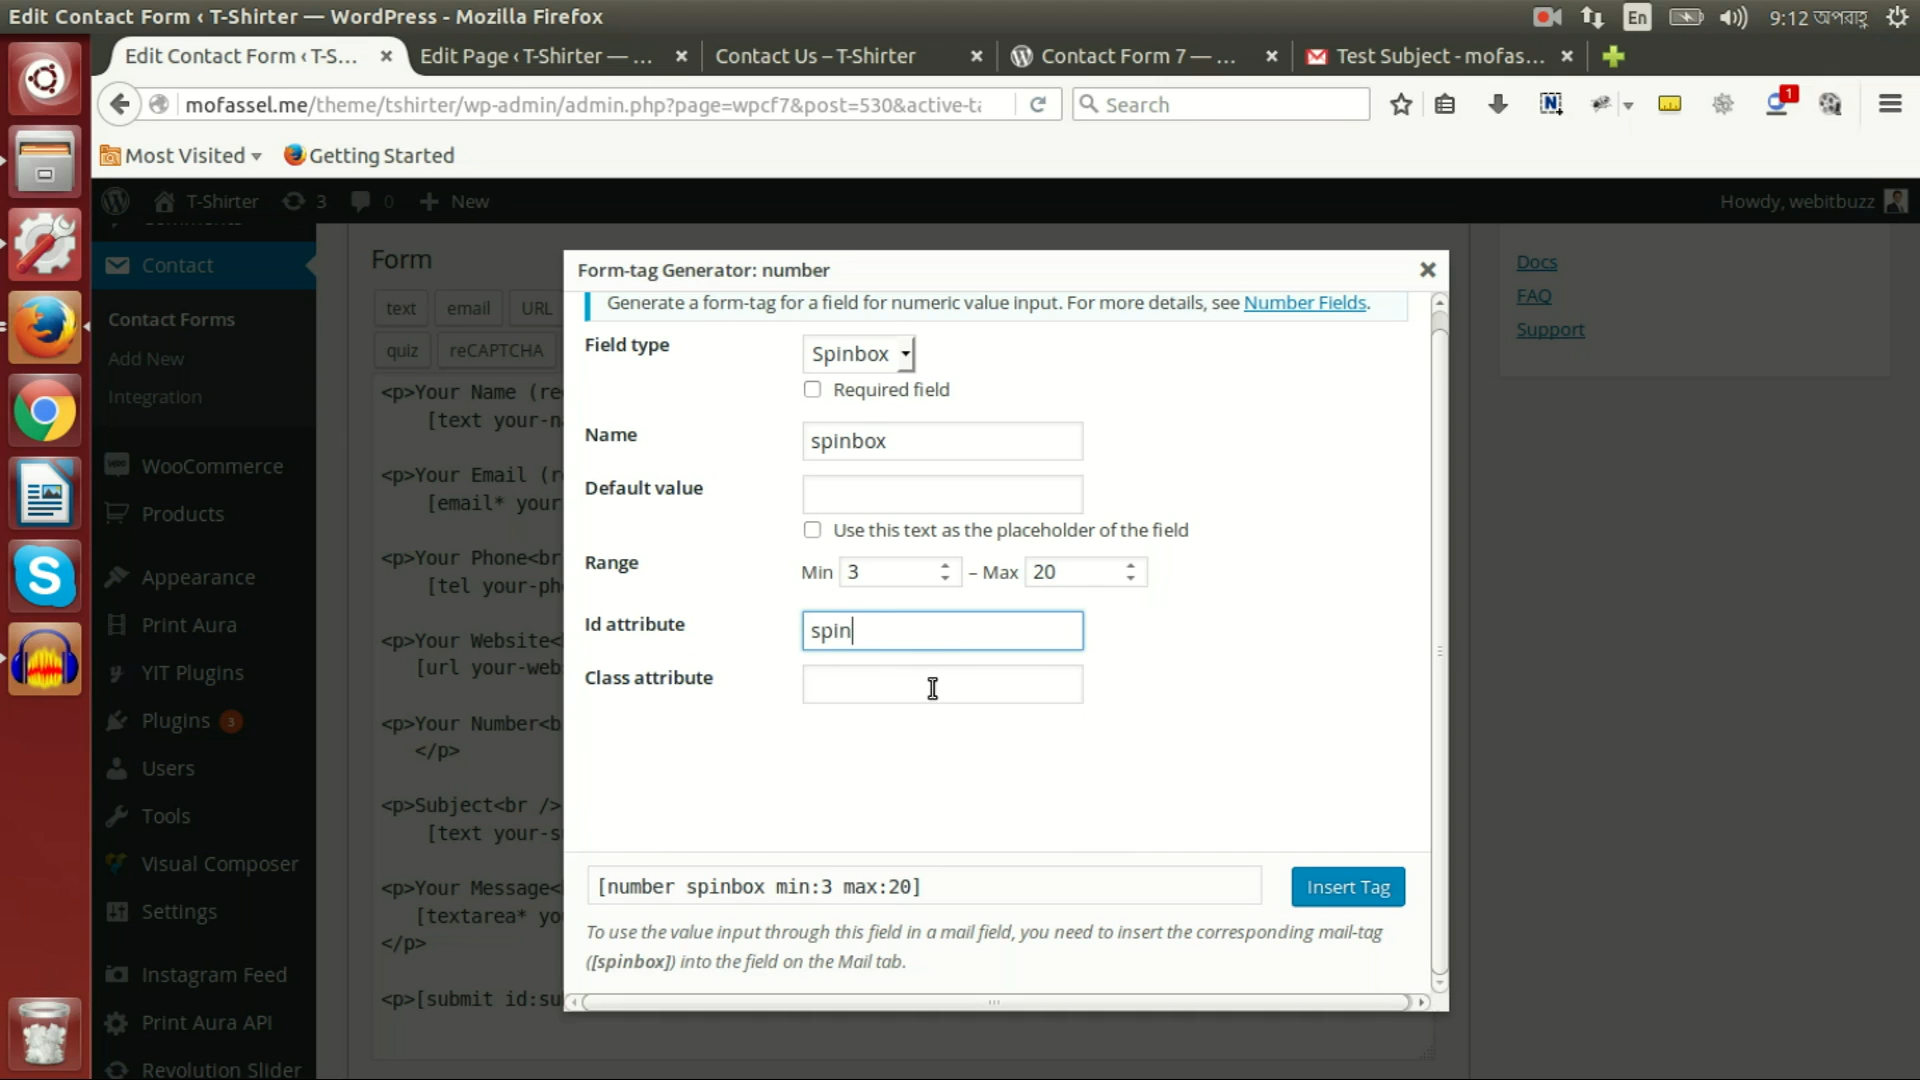 Edit Contact Form ‹ T-Shirter — WordPress - Mozilla Firefox
En
9:12 অপরাহ্ণ
Edit Contact Form ‹ T-S...
Edit Page ‹ T-Shirter — ...
Contact Us – T-Shirter
Contact Form 7 — ...
Test Subject - mofas...
mofassel.me/theme/tshirter/wp-admin/admin.php?page=wpcf7&post=530&active-ta
Search
1
Most Visited
Getting Started
T-Shirter
3
0
New
Howdy, webitbuzz
Comments
Contact
Contact Forms
Add New
Integration
WooCommerce
Products
Appearance
Print Aura
YIT Plugins
Plugins 3
Users
Tools
Visual Composer
Settings
Instagram Feed
Print Aura API
Revolution Slider
Form
text
email
URL
quiz
reCAPTCHA
<p>Your Name (re
[text your-n
<p>Your Email (r
[email* your
<p>Your Phone<br
[tel your-ph
<p>Your Website<
[url your-web
<p>Your Number<b
</p>
<p>Subject<br />
[text your-s
<p>Your Message<
[textarea* yo
</p>
<p>[submit id:su
Form-tag Generator: number
Generate a form-tag for a field for numeric value input. For more details, see Number Fields.
Field type
Spinbox
Required field
Name
spinbox
Default value
Use this text as the placeholder of the field
Range
Min 3 – Max 20
Id attribute
spin
Class attribute
[number spinbox min:3 max:20]
Insert Tag
To use the value input through this field in a mail field, you need to insert the corresponding mail-tag
([spinbox]) into the field on the Mail tab.
Docs
FAQ
Support